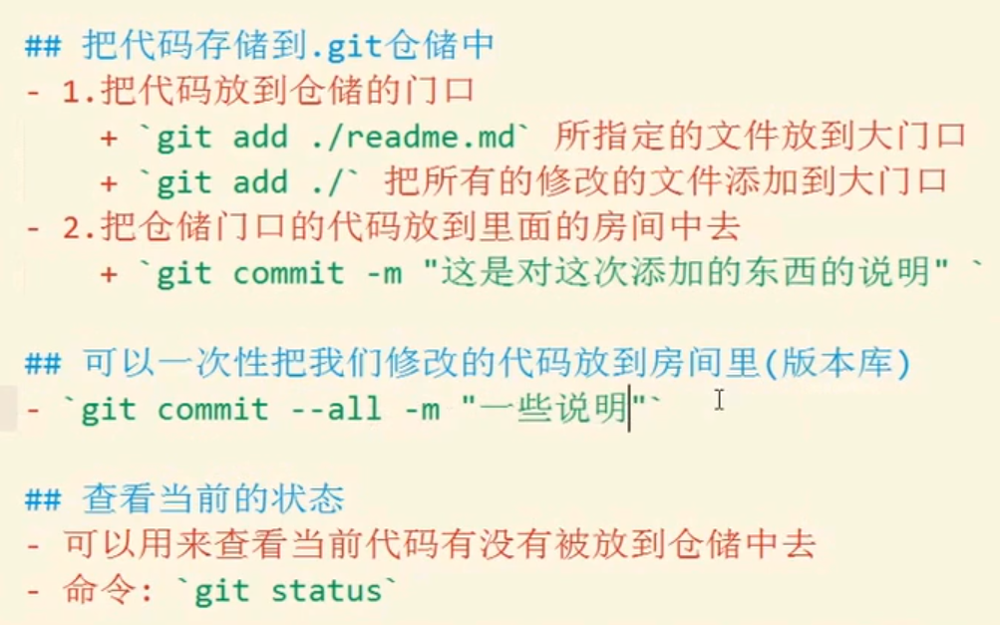 ## 把代码存储到.git仓储中
- 1.把代码放到仓储的门口
+ `git add ./readme.md` 所指定的文件放到大门口
+ `git add ./` 把所有的修改的文件添加到大门口
- 2.把仓储门口的代码放到里面的房间中去
+ `git commit -m "这是对这次添加的东西的说明" `
## 可以一次性把我们修改的代码放到房间里(版本库)
- `git commit --all -m "一些说明"`
## 查看当前的状态
- 可以用来查看当前代码有没有被放到仓储中去
- 命令: `git status`